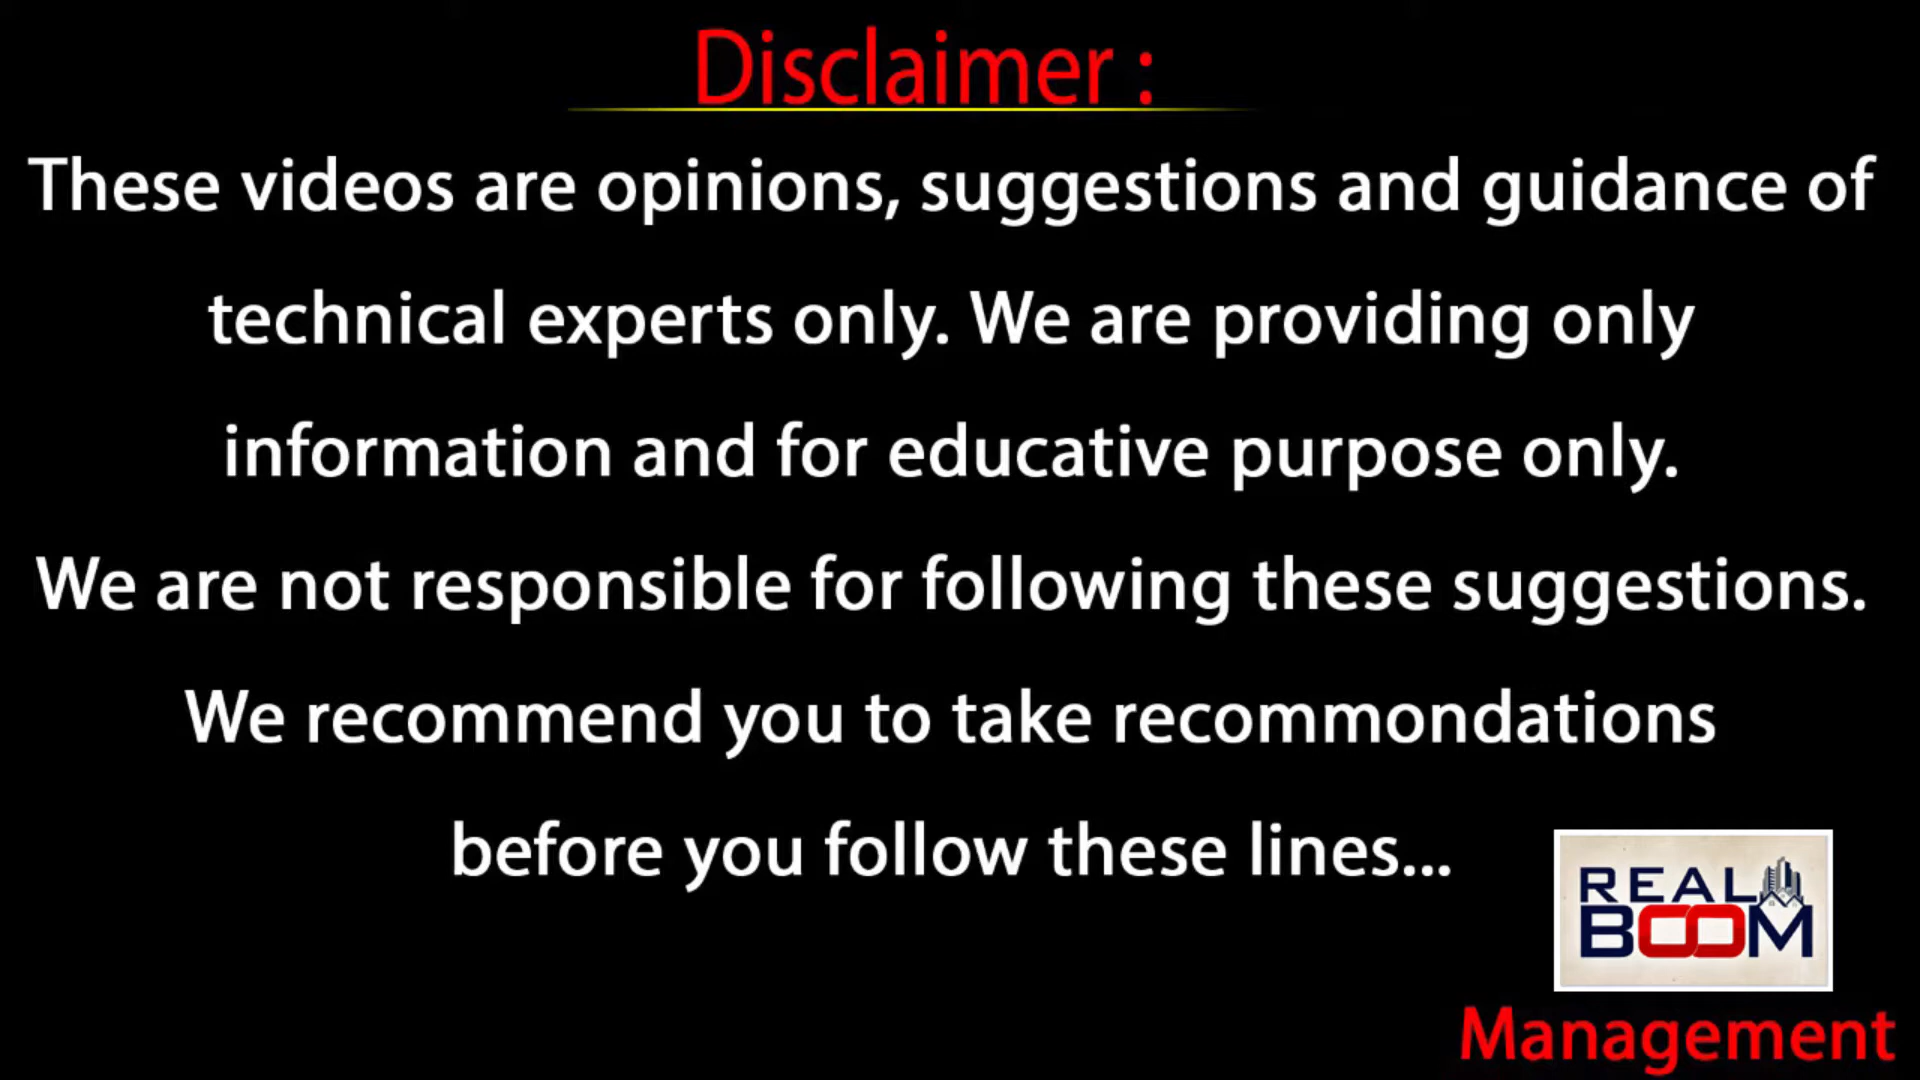 Disclaimer :
These videos are opinions, suggestions and guidance of
technical experts only. We are providing only
information and for educative purpose only.
We are not responsible for following these suggestions.
We recommend you to take recommondations
before you follow these lines...
REAL
BOOM
Management